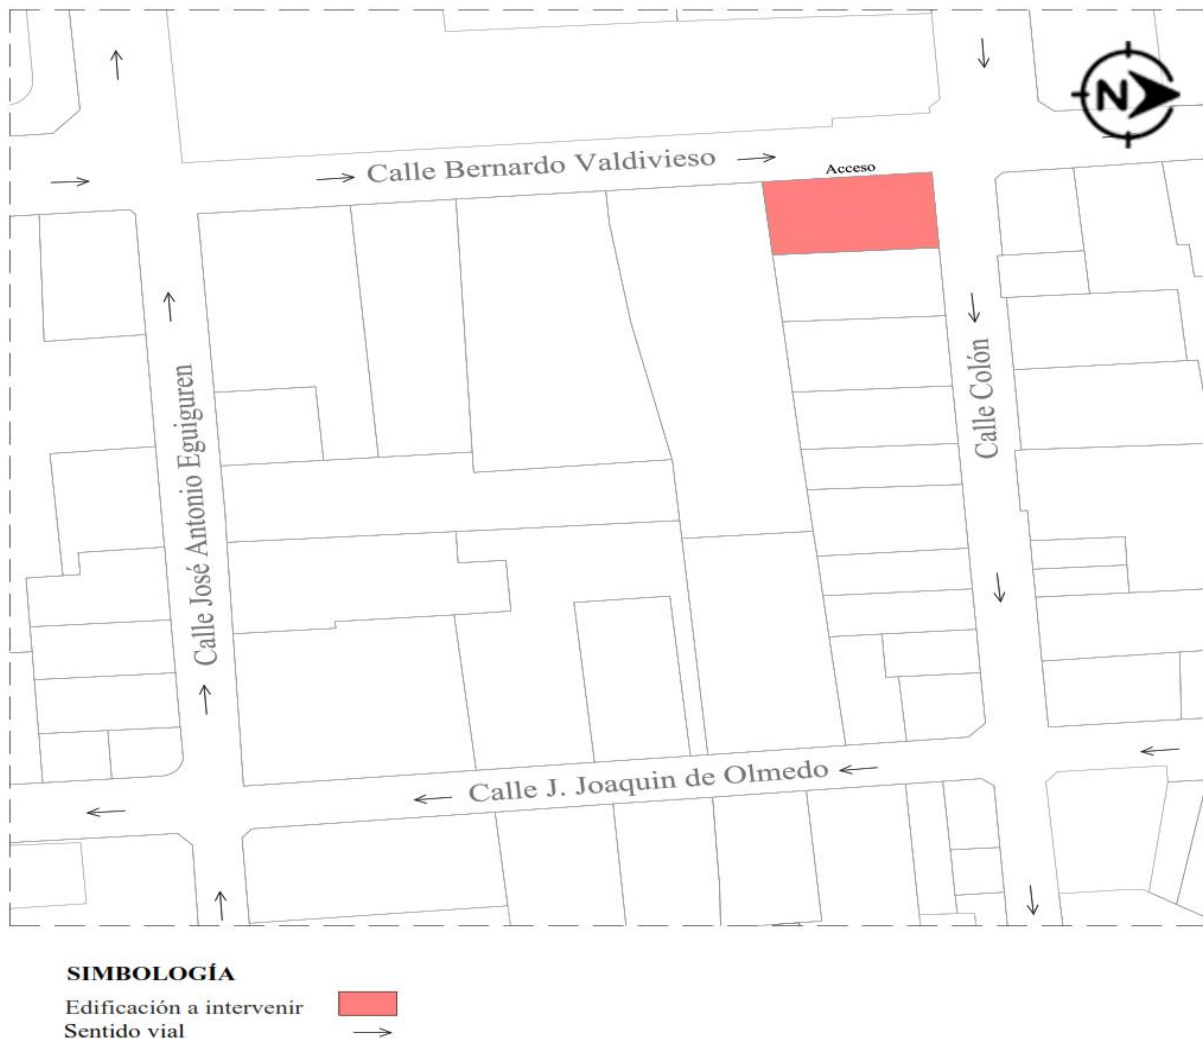 N
Calle Bernardo Valdivieso
Acceso
Calle José Antonio Eguiguren
Calle Colón
Calle J. Joaquin de Olmedo
SIMBOLOGÍA
Edificación a intervenir
Sentido vial